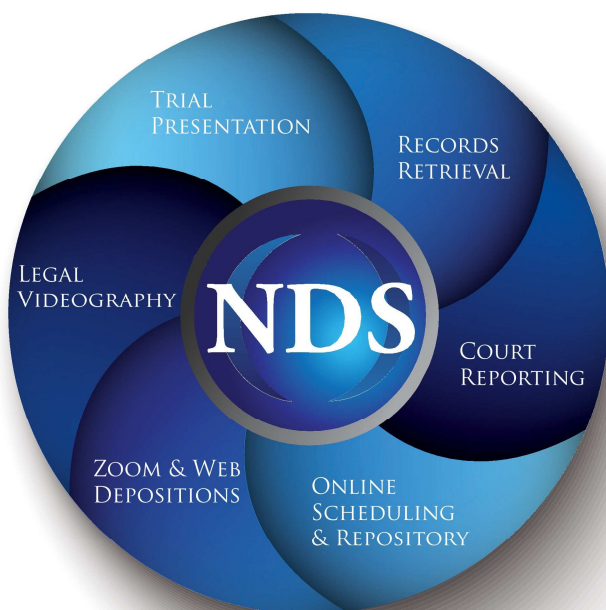 TRIAL
PRESENTATION
RECORDS
RETRIEVAL
LEGAL
VIDEOGRAPHY
NDS
COURT
REPORTING
ZOOM & WEB
DEPOSITIONS
ONLINE
SCHEDULING
& REPOSITORY